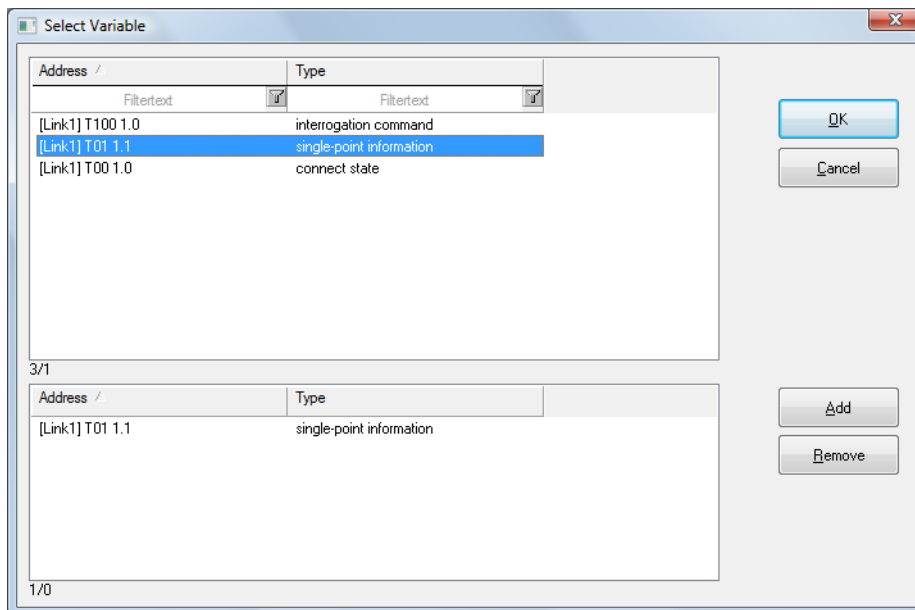 Select Variable
Address Type
Filtertext Filtertext
[Link1] T100 1.0 interrogation command
[Link1] T01 1.1 single-point information
[Link1] T00 1.0 connect state
3/1
OK
Cancel
Address Type
[Link1] T01 1.1 single-point information
1/0
Add
Remove